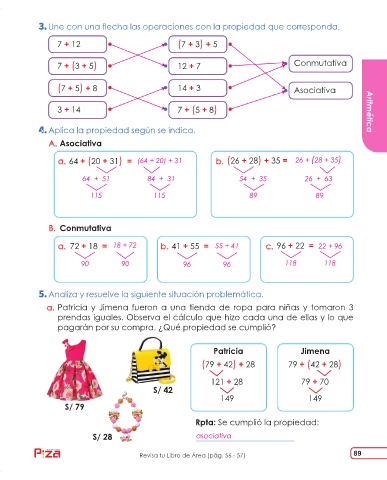 3. Une con una flecha las operaciones con la propiedad que corresponda.
7 + 12
(7 + 3) + 5
7 + (3 + 5)
12 + 7
Conmutativa
(7 + 5) + 8
14 + 3
Asociativa
3 + 14
7 + (5 + 8)
Aritmética
4. Aplica la propiedad según se indica.
A. Asociativa
a. 64 + (20 + 31) = (64 + 20) + 31
b. (26 + 28) + 35 = 26 + (28 + 35)
64 + 51 84 + 31
54 + 35 26 + 63
115 115
89 89
B. Conmutativa
a. 72 + 18 = 18 + 72
b. 41 + 55 = 55 + 41
c. 96 + 22 = 22 + 96
90 90
96 96
118 118
5. Analiza y resuelve la siguiente situación problemática.
a. Patricia y Jimena fueron a una tienda de ropa para niñas y tomaron 3
prendas iguales. Observa el cálculo que hizo cada una de ellas y lo que
pagarán por su compra. ¿Qué propiedad se cumplió?
Patricia Jimena
(79 + 42) + 28 79 + (42 + 28)
121 + 28 79 + 70
149 149
S/ 42
S/ 79
S/ 28
Rpta: Se cumplió la propiedad:
asociativa
Revisa tu Libro de Área (pág. 56 - 57)
89